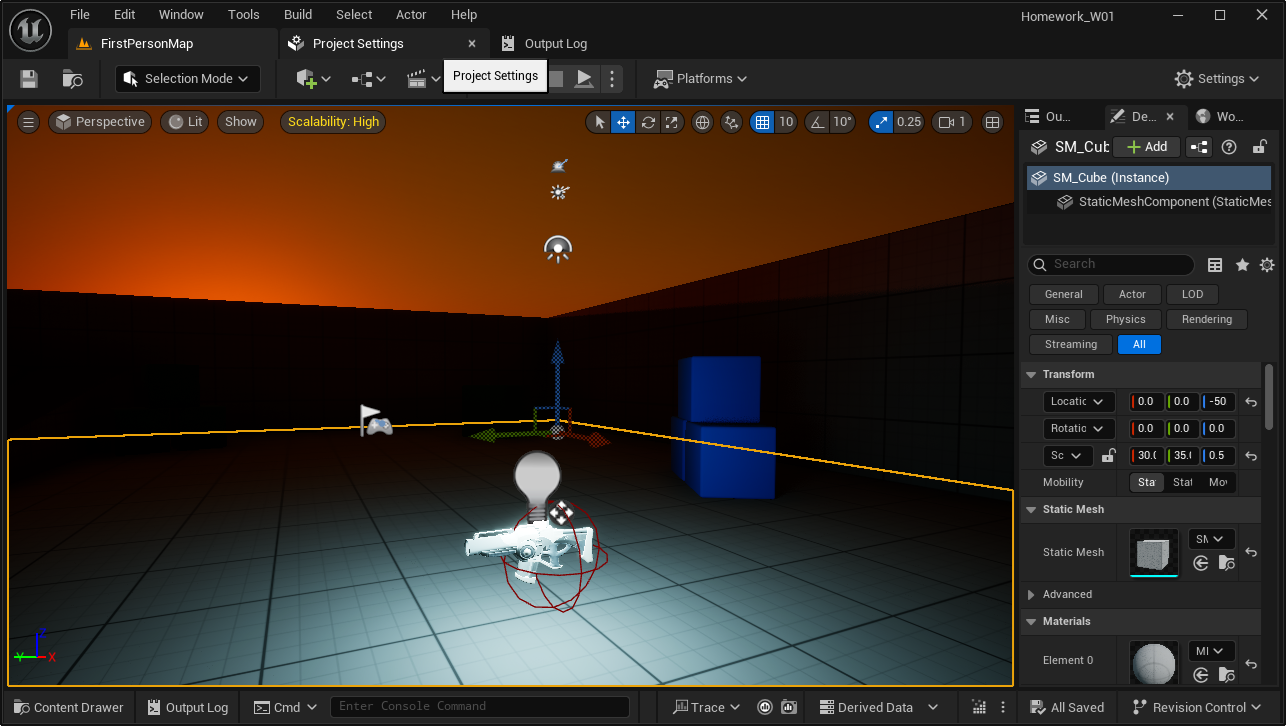 File Edit Window Tools Build Select Actor Help
Homework_W01
FirstPersonMap
Project Settings
Output Log
Selection Mode
Project Settings
Platforms
Settings
Perspective
Lit
Show
Scalability: High
10
10°
0.25
1
Ou...
De...
Wo...
SM_Cub
Add
SM_Cube (Instance)
StaticMeshComponent (StaticMes
Search
General
Actor
LOD
Misc
Physics
Rendering
Streaming
All
Transform
Locatic
0.0 0.0 -50
Rotatic
0.0 0.0 0.0
Sc
30.( 35.( 0.5
Mobility
Sta Stat Mov
Static Mesh
Static Mesh
SM
Advanced
Materials
Element 0
MI
Z
Y
X
Content Drawer
Output Log
Cmd
Enter Console Command
Trace
Derived Data
All Saved
Revision Control